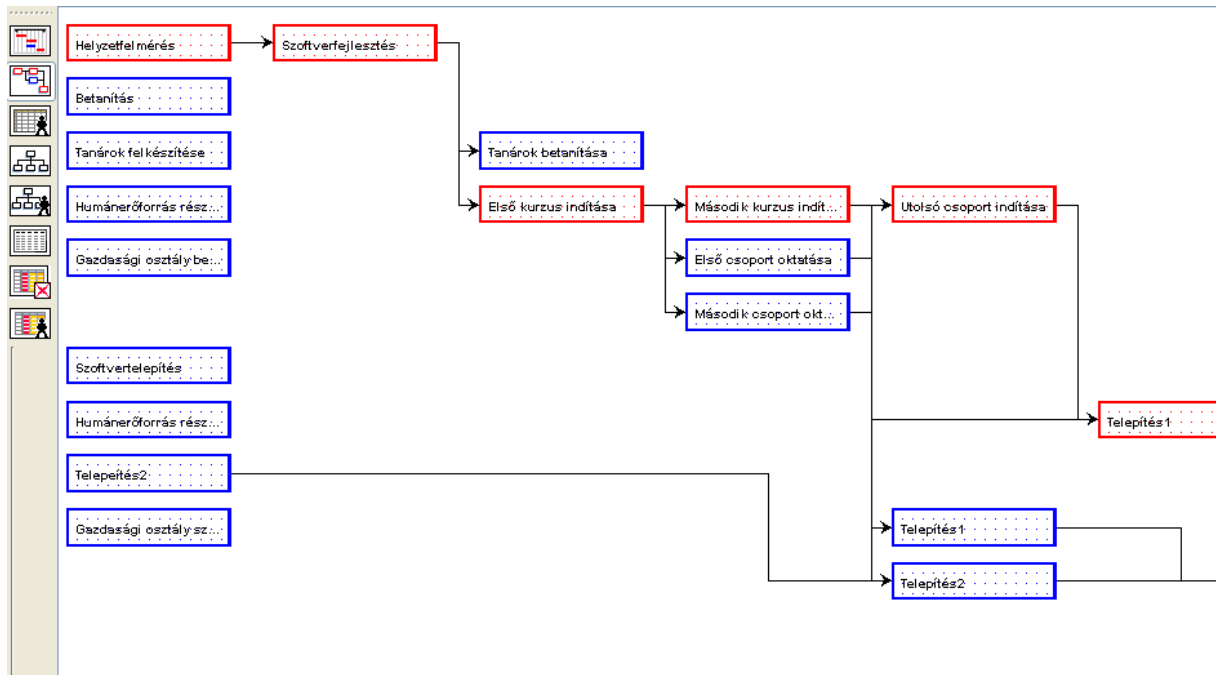 Helyzetfelmérés
Szoftverfejlesztés
Betanítás
Tanárok felkészítése
Tanárok betanítása
Humánerőforrás rész...
Első kurzus indítása
Második kurzus indít...
Utolsó csoport indítása
Gazdasági osztály be...
Első csoport oktatása
Második csoport okt...
Szoftvertelepítés
Humánerőforrás rész...
Telepítés1
Telepeítés2
Gazdasági osztály sz...
Telepítés1
Telepítés2